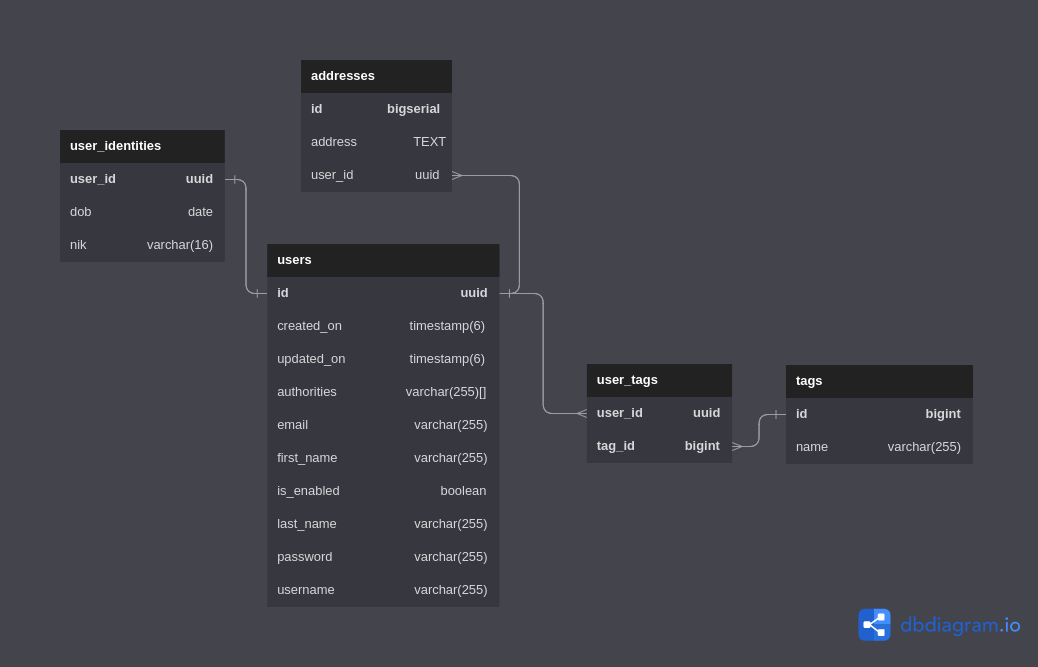 addresses
id bigserial
address TEXT
user_id uuid
user_identities
user_id uuid
dob date
nik varchar(16)
users
id uuid
created_on timestamp(6)
updated_on timestamp(6)
authorities varchar(255)[]
email varchar(255)
first_name varchar(255)
is_enabled boolean
last_name varchar(255)
password varchar(255)
username varchar(255)
user_tags
user_id uuid
tag_id bigint
tags
id bigint
name varchar(255)
dbdiagram.io